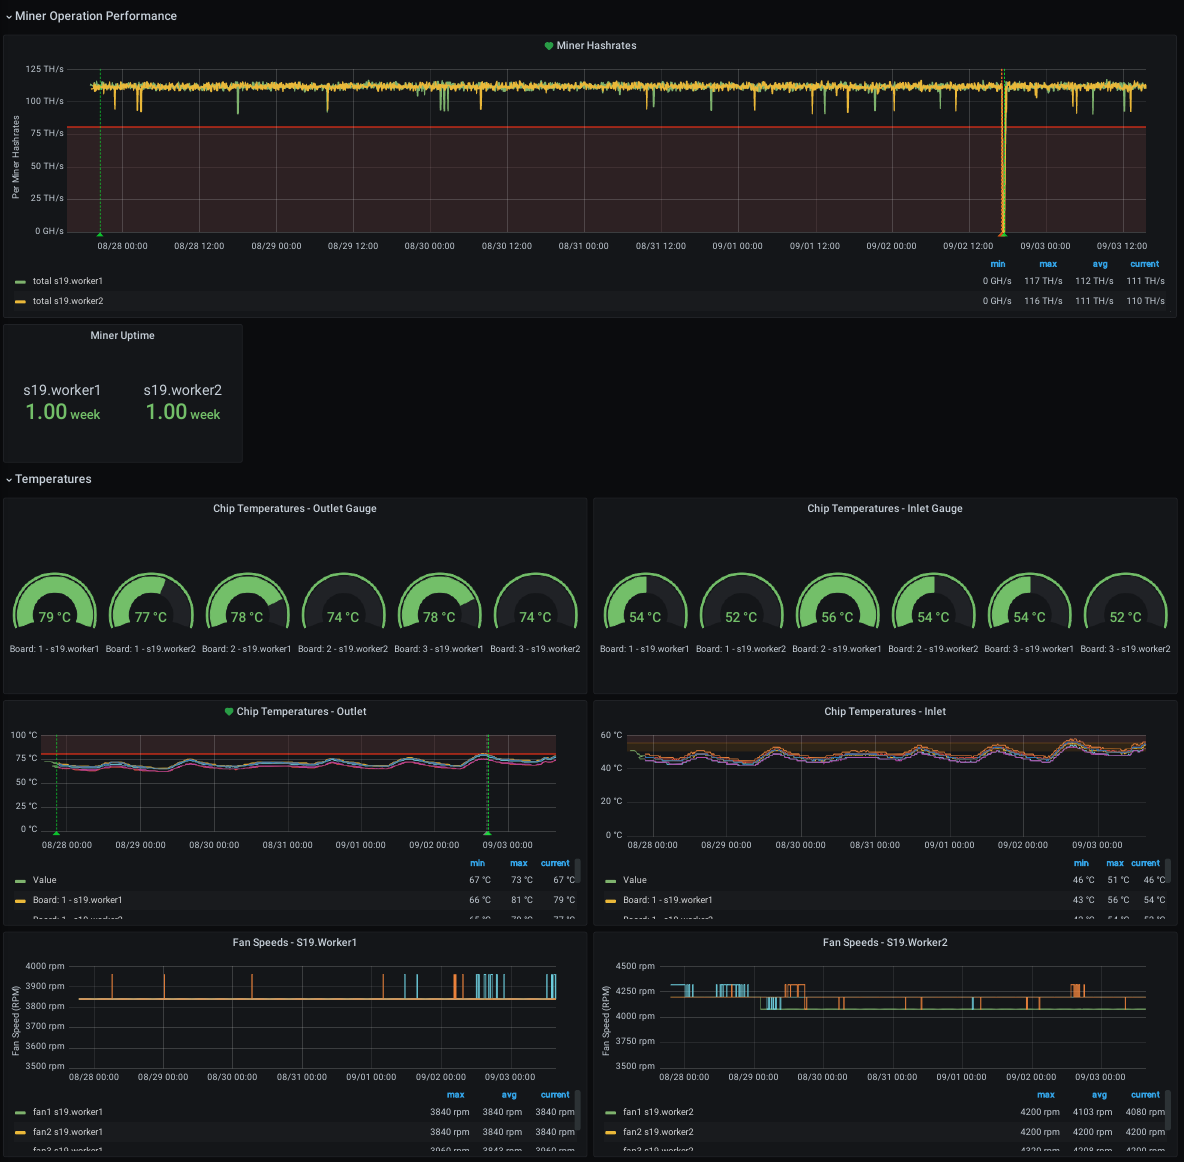 Miner Operation Performance
Miner Hashrates
Per Miner Hashrates
125 TH/s
100 TH/s
75 TH/s
50 TH/s
25 TH/s
0 GH/s
08/28 00:00 08/28 12:00 08/29 00:00 08/29 12:00 08/30 00:00 08/30 12:00 08/31 00:00 08/31 12:00 09/01 00:00 09/01 12:00 09/02 00:00 09/02 12:00 09/03 00:00 09/03 12:00
min max avg current
total s19.worker1 0 GH/s 117 TH/s 112 TH/s 111 TH/s
total s19.worker2 0 GH/s 116 TH/s 111 TH/s 110 TH/s
Miner Uptime
s19.worker1 s19.worker2
1.00 week 1.00 week
Temperatures
Chip Temperatures - Outlet Gauge
79 °C 77 °C 78 °C 74 °C 78 °C 74 °C
Board: 1 - s19.worker1 Board: 1 - s19.worker2 Board: 2 - s19.worker1 Board: 2 - s19.worker2 Board: 3 - s19.worker1 Board: 3 - s19.worker2
Chip Temperatures - Inlet Gauge
54 °C 52 °C 56 °C 54 °C 54 °C 52 °C
Board: 1 - s19.worker1 Board: 1 - s19.worker2 Board: 2 - s19.worker1 Board: 2 - s19.worker2 Board: 3 - s19.worker1 Board: 3 - s19.worker2
Chip Temperatures - Outlet
100 °C
75 °C
50 °C
25 °C
0 °C
08/28 00:00 08/29 00:00 08/30 00:00 08/31 00:00 09/01 00:00 09/02 00:00 09/03 00:00
min max current
Value 67 °C 73 °C 67 °C
Board: 1 - s19.worker1 66 °C 81 °C 79 °C
Chip Temperatures - Inlet
60 °C
40 °C
20 °C
0 °C
08/28 00:00 08/29 00:00 08/30 00:00 08/31 00:00 09/01 00:00 09/02 00:00 09/03 00:00
min max current
Value 46 °C 51 °C 46 °C
Board: 1 - s19.worker1 43 °C 56 °C 54 °C
Fan Speeds - S19.Worker1
Fan Speed (RPM)
4000 rpm
3900 rpm
3800 rpm
3700 rpm
3600 rpm
3500 rpm
08/28 00:00 08/29 00:00 08/30 00:00 08/31 00:00 09/01 00:00 09/02 00:00 09/03 00:00
max avg current
fan1 s19.worker1 3840 rpm 3840 rpm 3840 rpm
fan2 s19.worker1 3840 rpm 3840 rpm 3840 rpm
Fan Speeds - S19.Worker2
Fan Speed (RPM)
4500 rpm
4250 rpm
4000 rpm
3750 rpm
3500 rpm
08/28 00:00 08/29 00:00 08/30 00:00 08/31 00:00 09/01 00:00 09/02 00:00 09/03 00:00
max avg current
fan1 s19.worker2 4200 rpm 4103 rpm 4080 rpm
fan2 s19.worker2 4200 rpm 4200 rpm 4200 rpm